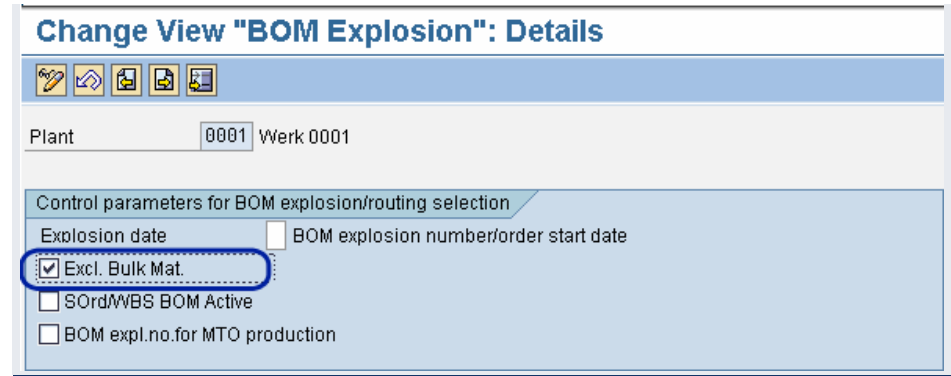 Change View "BOM Explosion": Details
Plant 0001 Werk 0001
Control parameters for BOM explosion/routing selection
Explosion date BOM explosion number/order start date
Excl. Bulk Mat.
SOrd/WBS BOM Active
BOM expl.no.for MTO production